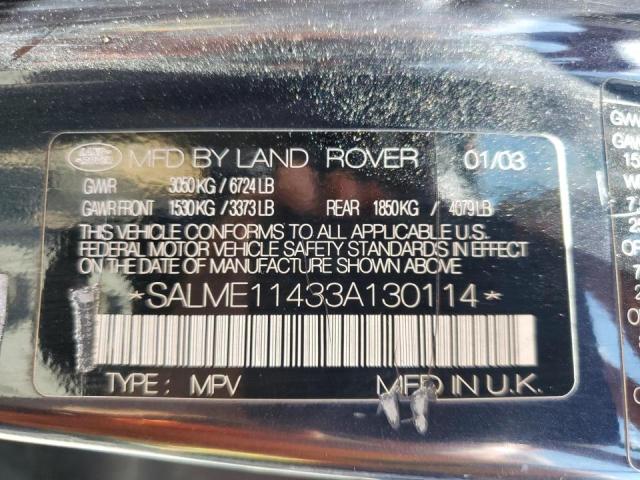 LAND ROVER
MFD BY LAND ROVER 01/03
GVWR 3050 KG / 6724 LB
GAWR FRONT 1530 KG / 3373 LB REAR 1850 KG / 4079 LB
THIS VEHICLE CONFORMS TO ALL APPLICABLE U.S.
FEDERAL MOTOR VEHICLE SAFETY STANDARDS IN EFFECT
ON THE DATE OF MANUFACTURE SHOWN ABOVE
*SALME11433A130114*
TYPE: MPV MFD IN U.K.